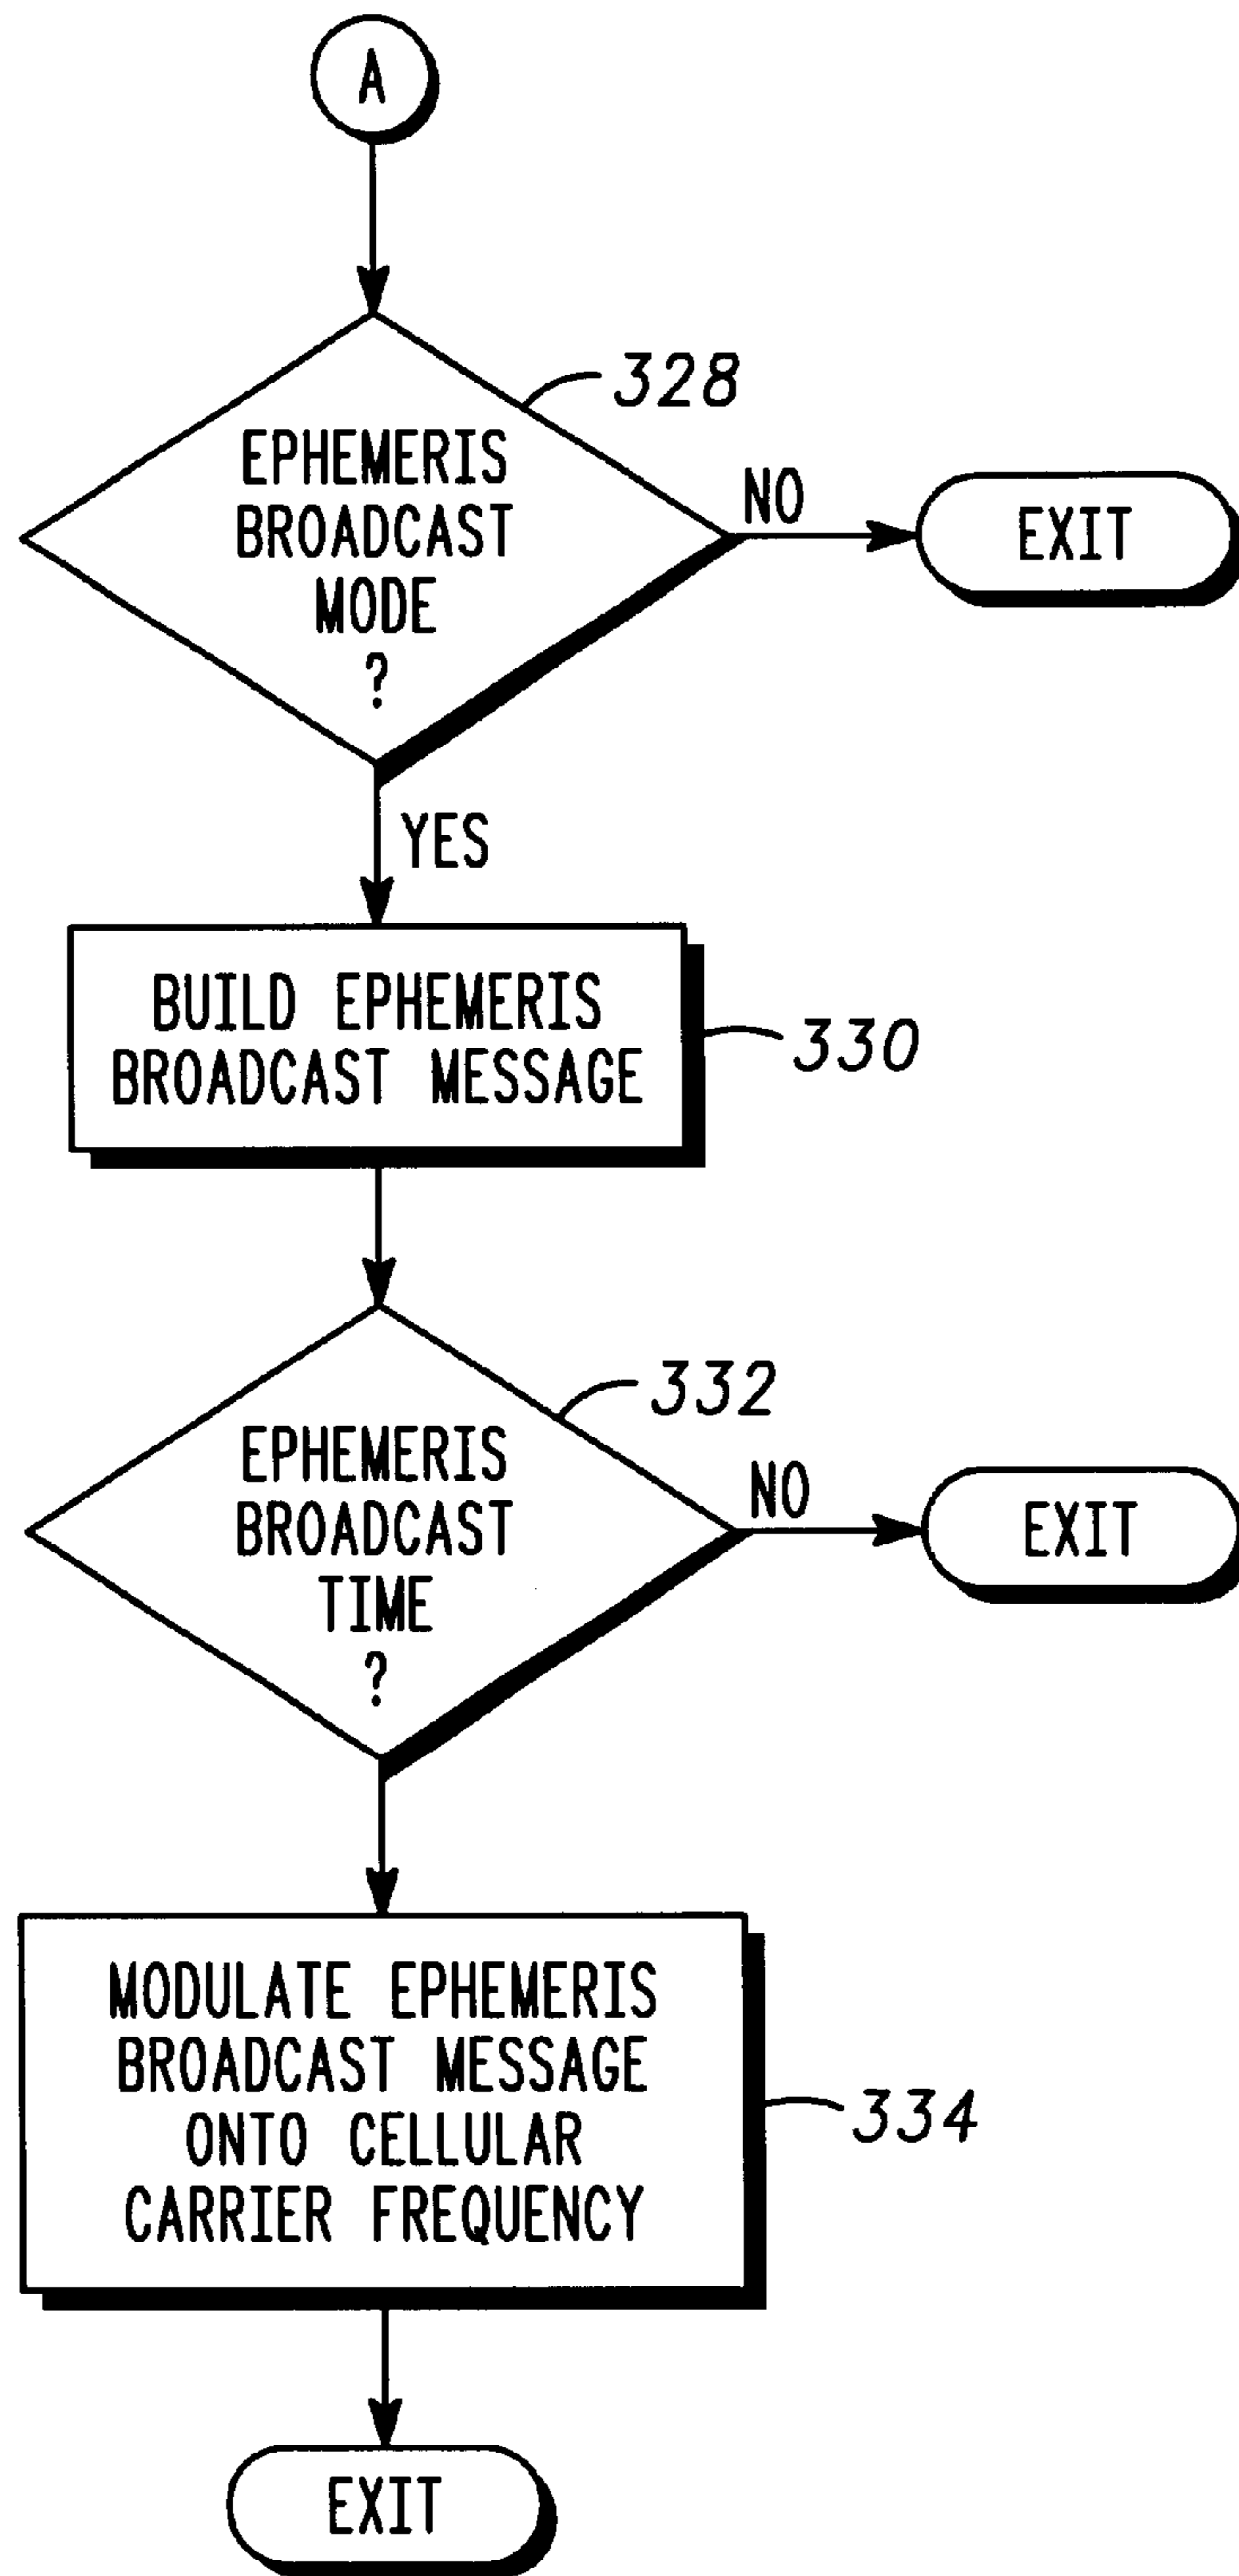 A
328
EPHEMERIS
BROADCAST
MODE
?
NO
EXIT
YES
BUILD EPHEMERIS
BROADCAST MESSAGE
330
332
EPHEMERIS
BROADCAST
TIME
?
NO
EXIT
MODULATE EPHEMERIS
BROADCAST MESSAGE
ONTO CELLULAR
CARRIER FREQUENCY
334
EXIT